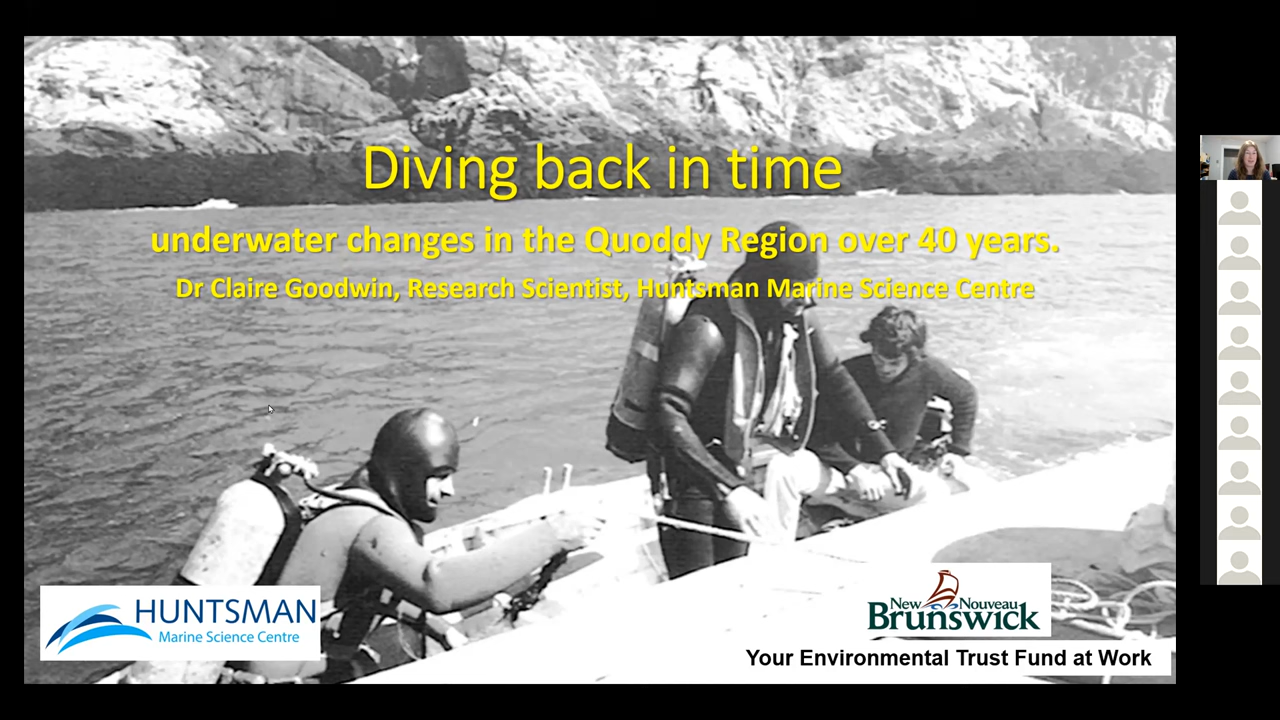 Diving back in time
underwater changes in the Quoddy Region over 40 years.
Dr Claire Goodwin, Research Scientist, Huntsman Marine Science Centre
HUNTSMAN
Marine Science Centre
New Nouveau
Brunswick
Your Environmental Trust Fund at Work